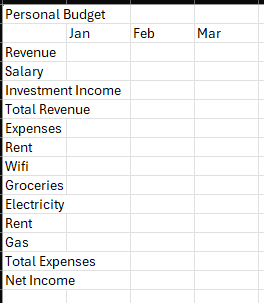 Personal Budget
Jan Feb Mar
Revenue
Salary
Investment Income
Total Revenue
Expenses
Rent
Wifi
Groceries
Electricity
Rent
Gas
Total Expenses
Net Income